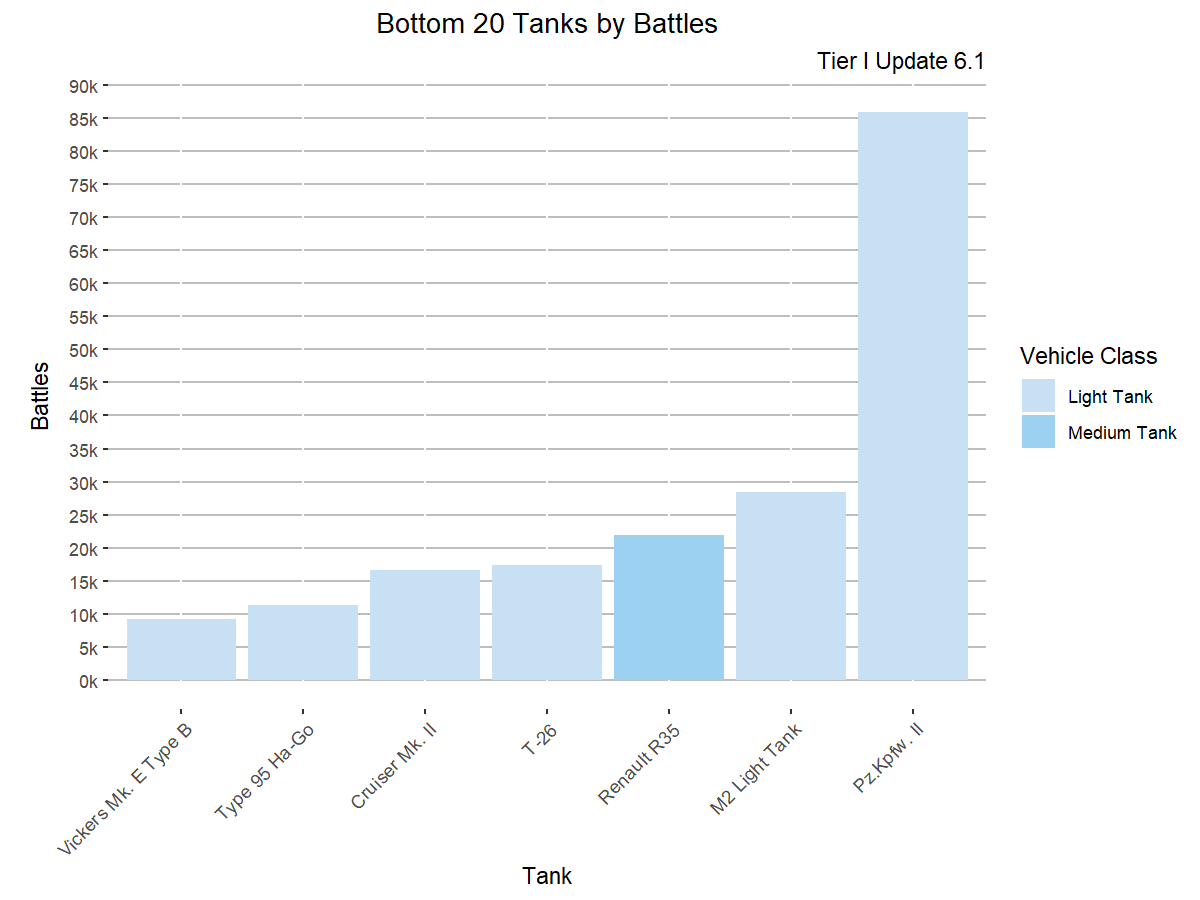 Bottom 20 Tanks by Battles
Tier I Update 6.1
90k
85k
80k
75k
70k
65k
60k
55k
50k
45k
40k
35k
30k
25k
20k
15k
10k
5k
0k
Battles
Vickers Mk. E Type B
Type 95 Ha-Go
Cruiser Mk. II
T-26
Renault R35
M2 Light Tank
Pz.Kpfw. II
Tank
Vehicle Class
Light Tank
Medium Tank